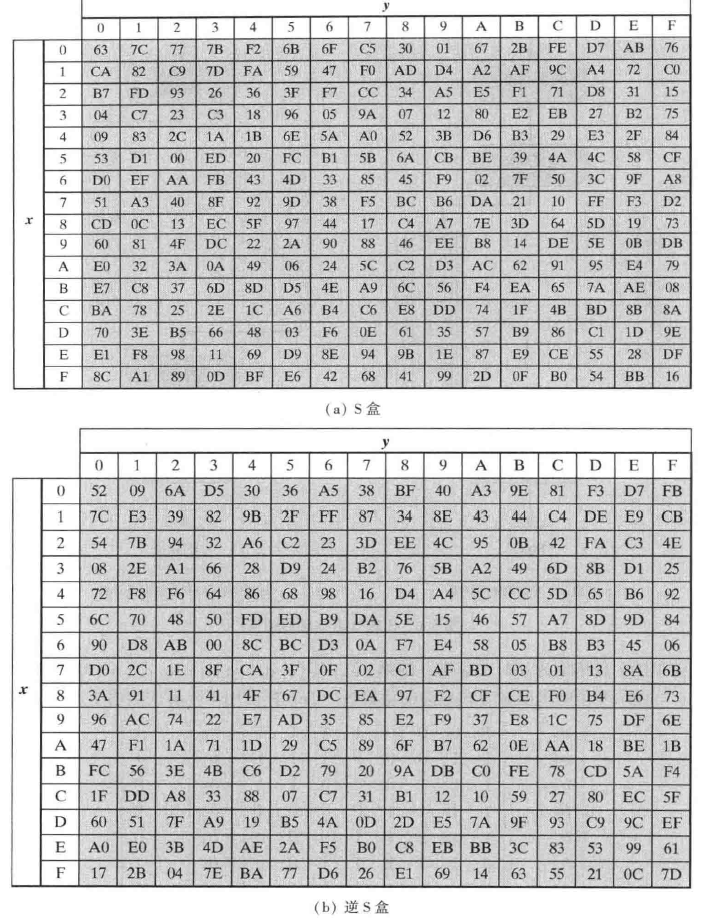 y
0 1 2 3 4 5 6 7 8 9 A B C D E F
0 63 7C 77 7B F2 6B 6F C5 30 01 67 2B FE D7 AB 76
1 CA 82 C9 7D FA 59 47 F0 AD D4 A2 AF 9C A4 72 C0
2 B7 FD 93 26 36 3F F7 CC 34 A5 E5 F1 71 D8 31 15
3 04 C7 23 C3 18 96 05 9A 07 12 80 E2 EB 27 B2 75
4 09 83 2C 1A 1B 6E 5A A0 52 3B D6 B3 29 E3 2F 84
5 53 D1 00 ED 20 FC B1 5B 6A CB BE 39 4A 4C 58 CF
6 D0 EF AA FB 43 4D 33 85 45 F9 02 7F 50 3C 9F A8
7 51 A3 40 8F 92 9D 38 F5 BC B6 DA 21 10 FF F3 D2
x 8 CD 0C 13 EC 5F 97 44 17 C4 A7 7E 3D 64 5D 19 73
9 60 81 4F DC 22 2A 90 88 46 EE B8 14 DE 5E 0B DB
A E0 32 3A 0A 49 06 24 5C C2 D3 AC 62 91 95 E4 79
B E7 C8 37 6D 8D D5 4E A9 6C 56 F4 EA 65 7A AE 08
C BA 78 25 2E 1C A6 B4 C6 E8 DD 74 1F 4B BD 8B 8A
D 70 3E B5 66 48 03 F6 0E 61 35 57 B9 86 C1 1D 9E
E E1 F8 98 11 69 D9 8E 94 9B 1E 87 E9 CE 55 28 DF
F 8C A1 89 0D BF E6 42 68 41 99 2D 0F B0 54 BB 16
(a) S盒
y
0 1 2 3 4 5 6 7 8 9 A B C D E F
0 52 09 6A D5 30 36 A5 38 BF 40 A3 9E 81 F3 D7 FB
1 7C E3 39 82 9B 2F FF 87 34 8E 43 44 C4 DE E9 CB
2 54 7B 94 32 A6 C2 23 3D EE 4C 95 0B 42 FA C3 4E
3 08 2E A1 66 28 D9 24 B2 76 5B A2 49 6D 8B D1 25
4 72 F8 F6 64 86 68 98 16 D4 A4 5C CC 5D 65 B6 92
5 6C 70 48 50 FD ED B9 DA 5E 15 46 57 A7 8D 9D 84
6 90 D8 AB 00 8C BC D3 0A F7 E4 58 05 B8 B3 45 06
7 D0 2C 1E 8F CA 3F 0F 02 C1 AF BD 03 01 13 8A 6B
x 8 3A 91 11 41 4F 67 DC EA 97 F2 CF CE F0 B4 E6 73
9 96 AC 74 22 E7 AD 35 85 E2 F9 37 E8 1C 75 DF 6E
A 47 F1 1A 71 1D 29 C5 89 6F B7 62 0E AA 18 BE 1B
B FC 56 3E 4B C6 D2 79 20 9A DB C0 FE 78 CD 5A F4
C 1F DD A8 33 88 07 C7 31 B1 12 10 59 27 80 EC 5F
D 60 51 7F A9 19 B5 4A 0D 2D E5 7A 9F 93 C9 9C EF
E A0 E0 3B 4D AE 2A F5 B0 C8 EB BB 3C 83 53 99 61
F 17 2B 04 7E BA 77 D6 26 E1 69 14 63 55 21 0C 7D
(b) 逆S盒